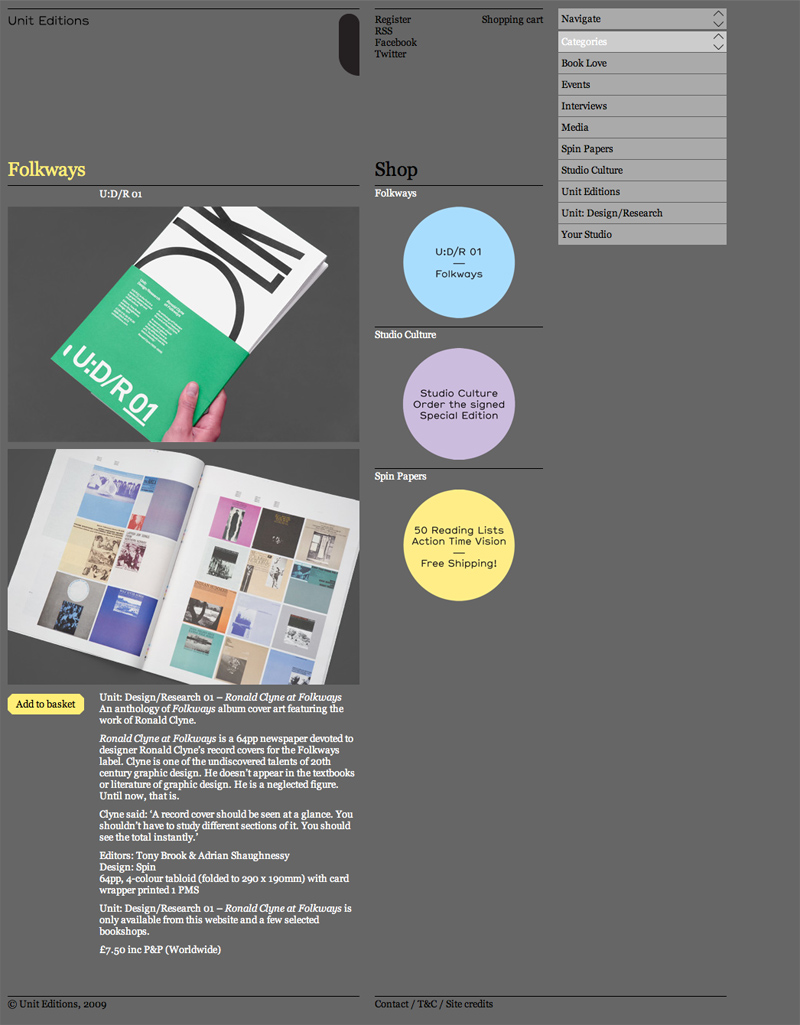 Unit Editions
Register
RSS
Facebook
Twitter
Shopping cart
Navigate
Categories
Book Love
Events
Interviews
Media
Spin Papers
Studio Culture
Unit Editions
Unit: Design/Research
Your Studio
Folkways
U:D/R 01
U:D/R 01
Add to basket
Unit: Design/Research 01 – Ronald Clyne at Folkways
An anthology of Folkways album cover art featuring the
work of Ronald Clyne.
Ronald Clyne at Folkways is a 64pp newspaper devoted to
designer Ronald Clyne's record covers for the Folkways
label. Clyne is one of the undiscovered talents of 20th
century graphic design. He doesn't appear in the textbooks
or literature of graphic design. He is a neglected figure.
Until now, that is.
Clyne said: 'A record cover should be seen at a glance. You
shouldn't have to study different sections of it. You should
see the total instantly.'
Editors: Tony Brook & Adrian Shaughnessy
Design: Spin
64pp, 4-colour tabloid (folded to 290 x 190mm) with card
wrapper printed 1 PMS
Unit: Design/Research 01 – Ronald Clyne at Folkways is
only available from this website and a few selected
bookshops.
£7.50 inc P&P (Worldwide)
Shop
Folkways
U:D/R 01
—
Folkways
Studio Culture
Studio Culture
Order the signed
Special Edition
Spin Papers
50 Reading Lists
Action Time Vision
—
Free Shipping!
© Unit Editions, 2009
Contact / T&C / Site credits